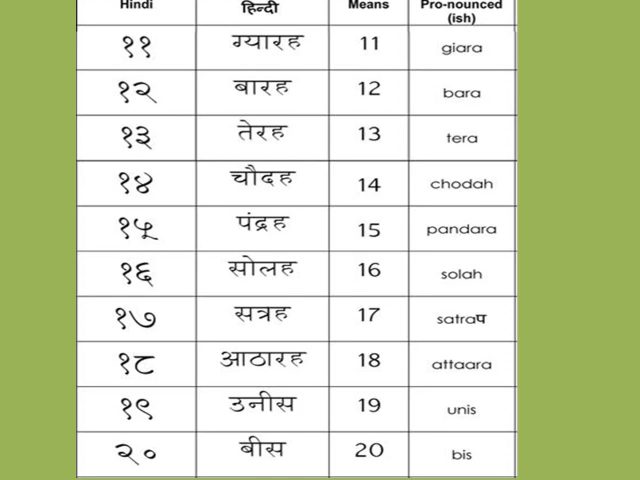 Hindi हिन्दी Means Pro-nounced
(ish)
११ ग्यारह 11 giara
१२ बारह 12 bara
१३ तेरह 13 tera
१४ चौदह 14 chodah
१५ पंद्रह 15 pandara
१६ सोलह 16 solah
१७ सत्रह 17 satraप
१८ आठारह 18 attaara
१९ उनीस 19 unis
२० बीस 20 bis